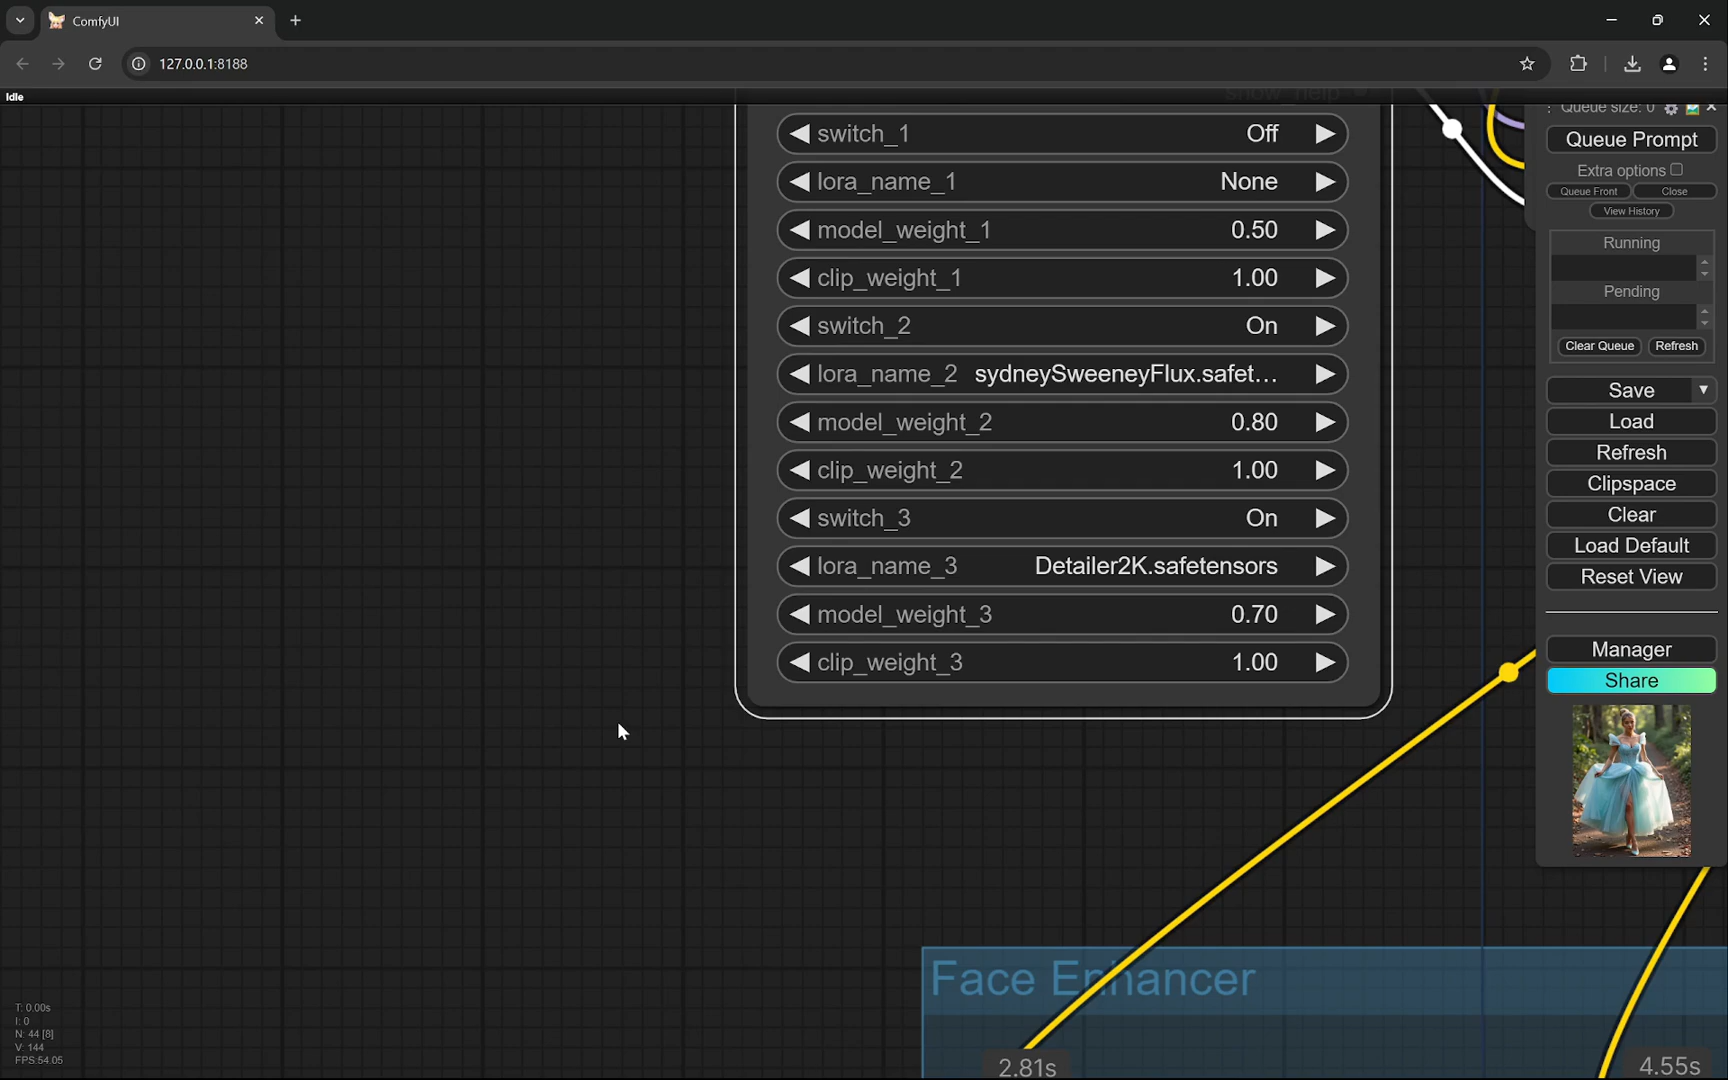 ComfyUI
127.0.0.1:8188
Idle
show_help
switch_1 Off
lora_name_1 None
model_weight_1 0.50
clip_weight_1 1.00
switch_2 On
lora_name_2 sydneySweeneyFlux.safet...
model_weight_2 0.80
clip_weight_2 1.00
switch_3 On
lora_name_3 Detailer2K.safetensors
model_weight_3 0.70
clip_weight_3 1.00
Queue size: 0
Queue Prompt
Extra options
Queue Front Close
View History
Running
Pending
Clear Queue Refresh
Save
Load
Refresh
Clipspace
Clear
Load Default
Reset View
Manager
Share
Face Enhancer
2.81s
4.55s
T: 0.00s
I: 0
N: 44 [8]
V: 144
FPS:54.05